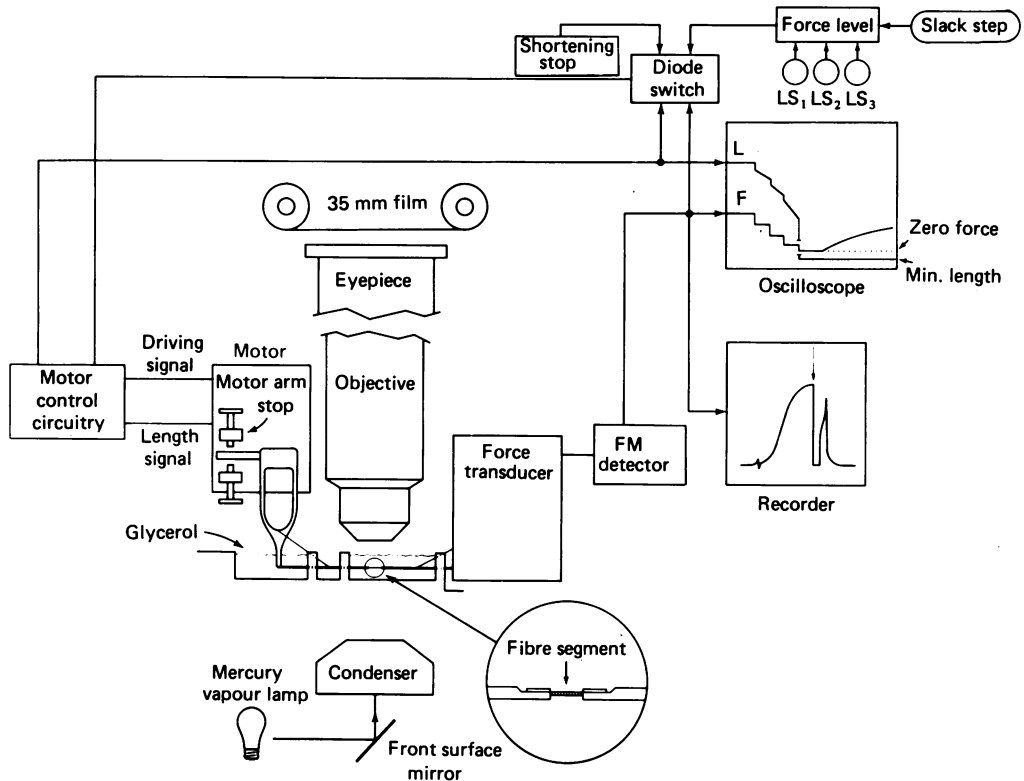 Force level
Slack step
Shortening
stop
Diode
switch
LS1 LS2 LS3
L
F
35 mm film
Zero force
Min. length
Oscilloscope
Eyepiece
Driving
signal
Motor
Motor
control
circuitry
Motor arm
stop
Objective
Length
signal
Force
transducer
FM
detector
Recorder
Glycerol
Fibre segment
Condenser
Mercury
vapour lamp
Front surface
mirror